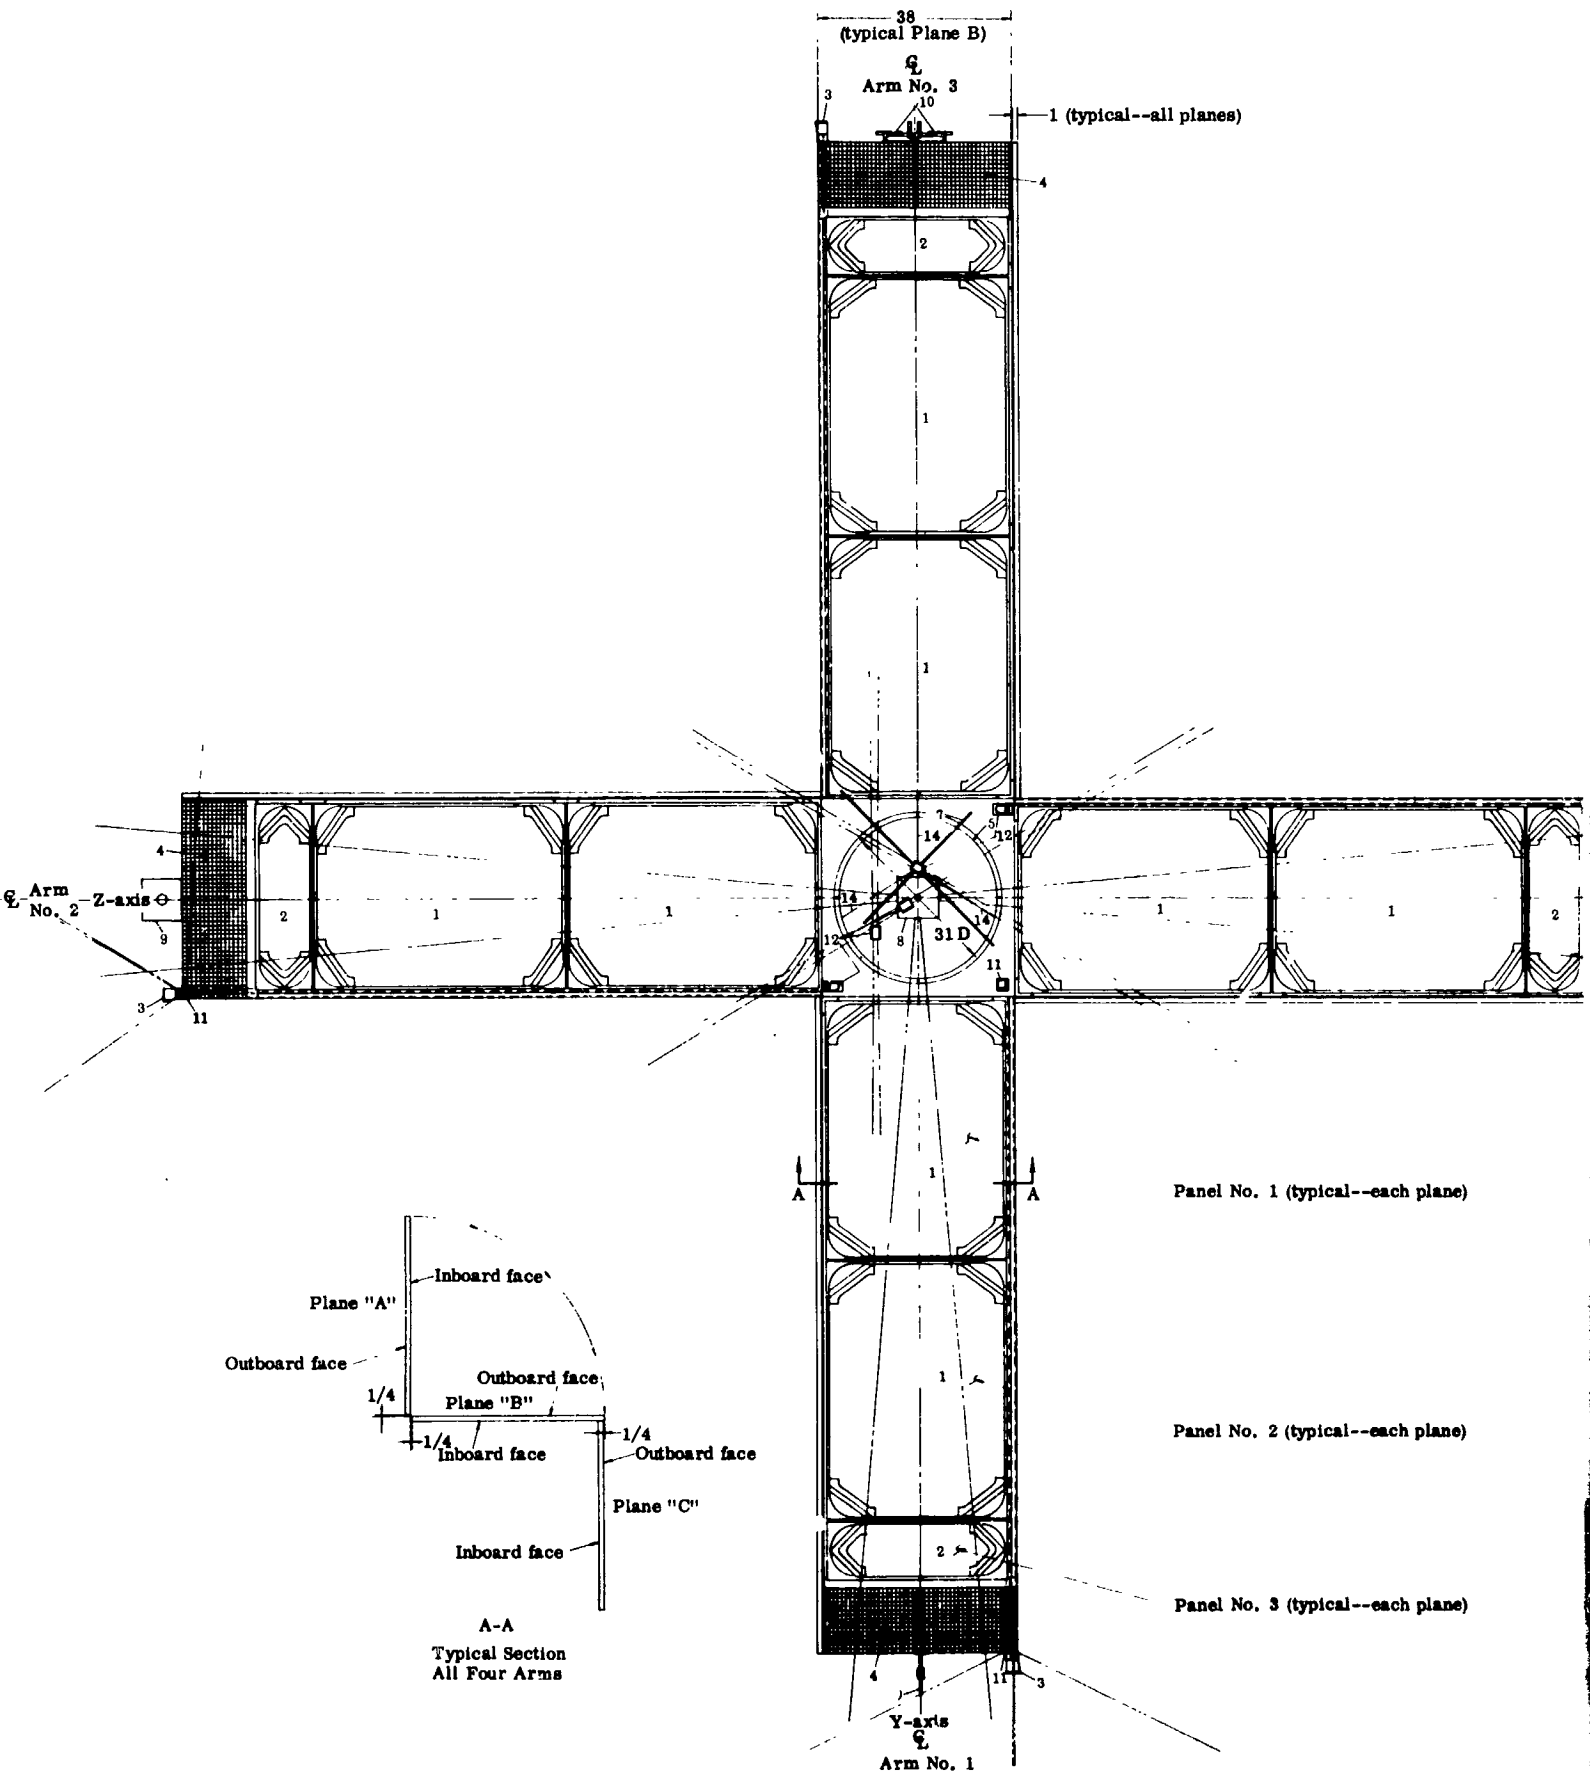 38
(typical Plane B)
℄
Arm No. 3
3
10
1 (typical--all planes)
4
2
1
1
7
5
14
12
4
℄ Arm No. 2
Z-axis
9
2
1
1
14
12
8
14
31 D
11
1
1
2
3
11
1
A
A
Panel No. 1 (typical--each plane)
Inboard face
Plane "A"
Outboard face
Outboard face
1/4
Plane "B"
1/4
Inboard face
1/4
Outboard face
Plane "C"
Inboard face
1
Panel No. 2 (typical--each plane)
2
Panel No. 3 (typical--each plane)
A-A
Typical Section
All Four Arms
4
11
3
Y-axis
℄
Arm No. 1